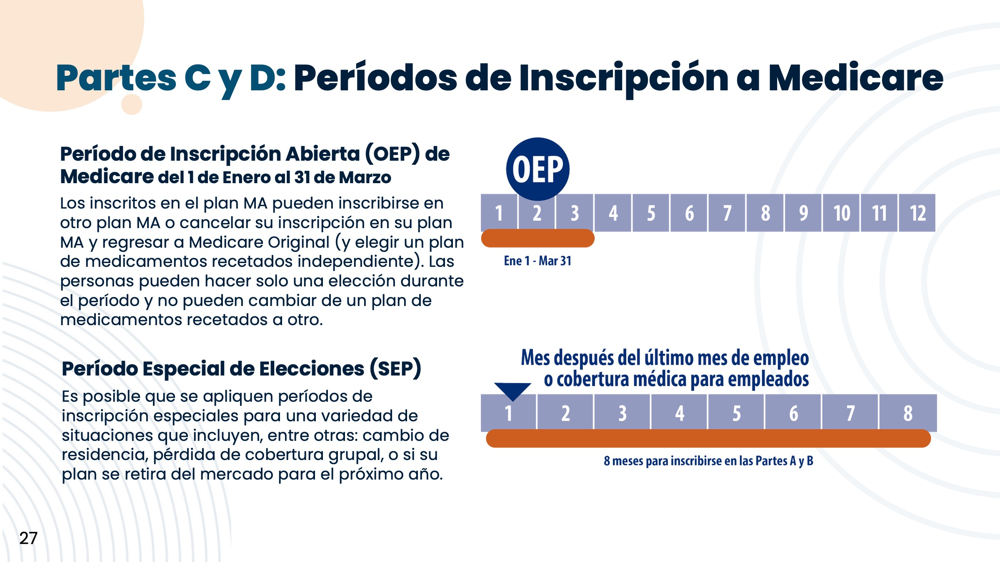 Partes C y D: Períodos de Inscripción a Medicare
Período de Inscripción Abierta (OEP) de
Medicare del 1 de Enero al 31 de Marzo
Los inscritos en el plan MA pueden inscribirse en
otro plan MA o cancelar su inscripción en su plan
MA y regresar a Medicare Original (y elegir un plan
de medicamentos recetados independiente). Las
personas pueden hacer solo una elección durante
el período y no pueden cambiar de un plan de
medicamentos recetados a otro.
OEP
1 2 3 4 5 6 7 8 9 10 11 12
Ene 1 - Mar 31
Período Especial de Elecciones (SEP)
Es posible que se apliquen períodos de
inscripción especiales para una variedad de
situaciones que incluyen, entre otras: cambio de
residencia, pérdida de cobertura grupal, o si su
plan se retira del mercado para el próximo año.
Mes después del último mes de empleo
o cobertura médica para empleados
1 2 3 4 5 6 7 8
8 meses para inscribirse en las Partes A y B
27